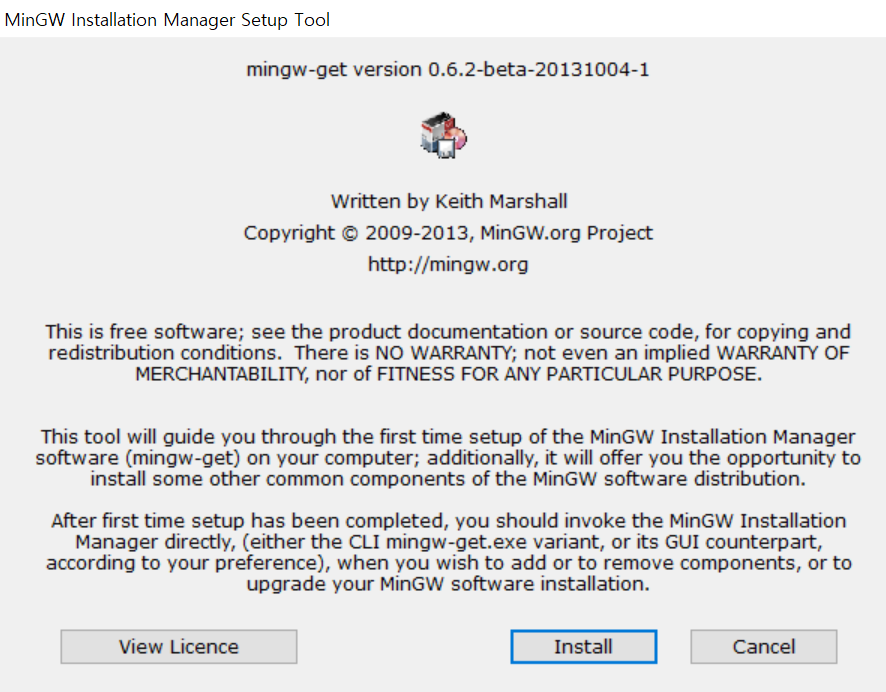 MinGW Installation Manager Setup Tool
mingw-get version 0.6.2-beta-20131004-1
Written by Keith Marshall
Copyright © 2009-2013, MinGW.org Project
http://mingw.org
This is free software; see the product documentation or source code, for copying and
redistribution conditions.  There is NO WARRANTY; not even an implied WARRANTY OF
MERCHANTABILITY, nor of FITNESS FOR ANY PARTICULAR PURPOSE.
This tool will guide you through the first time setup of the MinGW Installation Manager
software (mingw-get) on your computer; additionally, it will offer you the opportunity to
install some other common components of the MinGW software distribution.
After first time setup has been completed, you should invoke the MinGW Installation
Manager directly, (either the CLI mingw-get.exe variant, or its GUI counterpart,
according to your preference), when you wish to add or to remove components, or to
upgrade your MinGW software installation.
View Licence
Install
Cancel